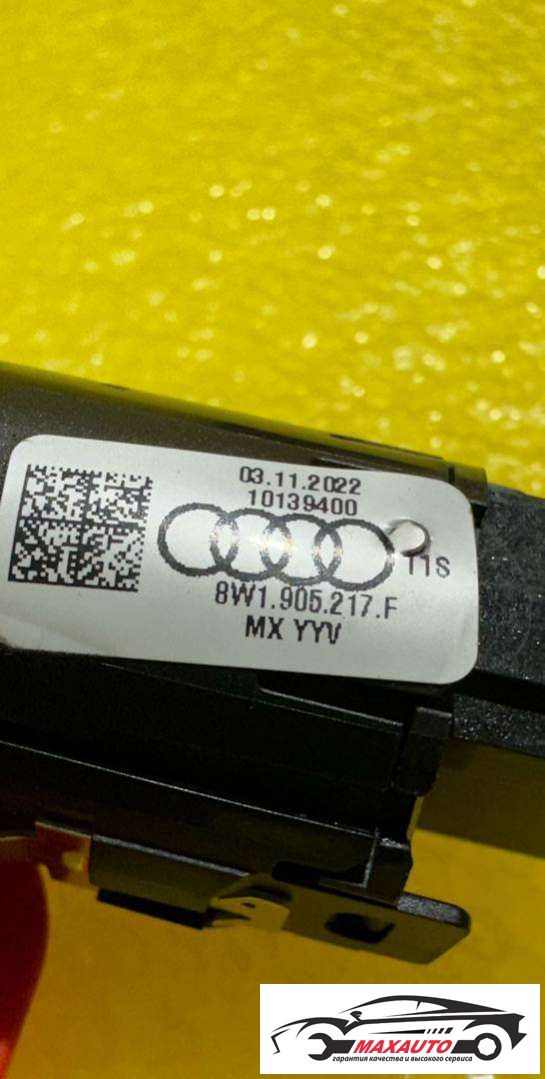 03.11.2022
10139400
11S
8W1.905.217.F
MX YYV
MAXAUTO
гарантия качества и высокого сервиса